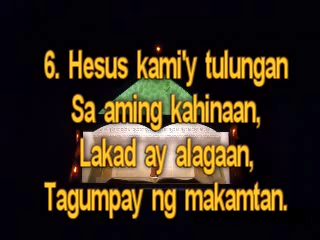 6. Hesus kami'y tulungan
Sa aming kahinaan,
Lakad ay alagaan,
Tagumpay ng makamtan.